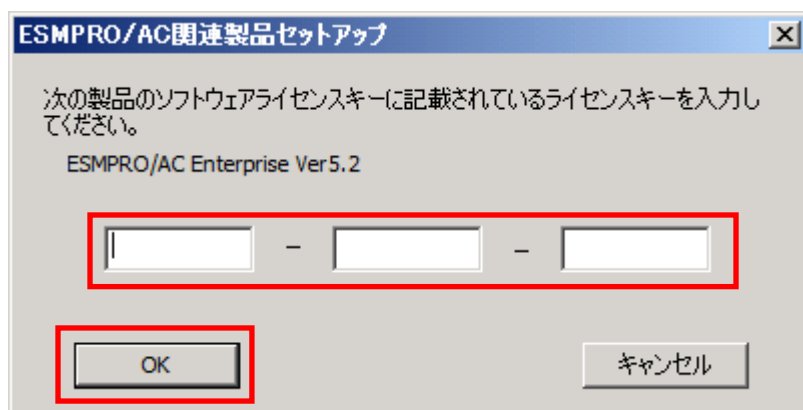 ESMPRO/AC関連製品セットアップ
次の製品のソフトウェアライセンスキーに記載されているライセンスキーを入力し
てください。
ESMPRO/AC Enterprise Ver5.2
– –
OK キャンセル